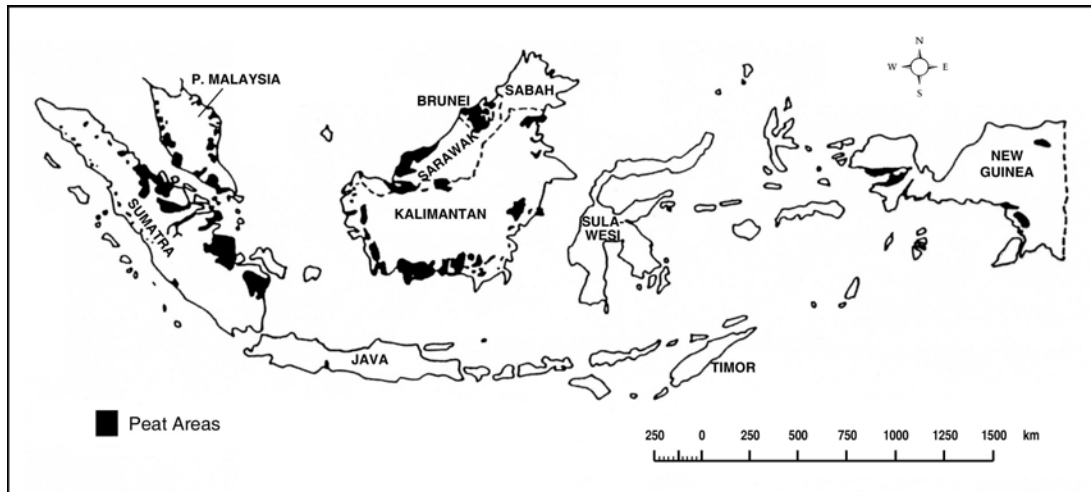 N
W E
S
P. MALAYSIA
BRUNEI
SABAH
SARAWAK
NEW
GUINEA
SUMATRA
KALIMANTAN
SULA-
WESI
JAVA
TIMOR
Peat Areas
250 0 250 500 750 1000 1250 1500 km